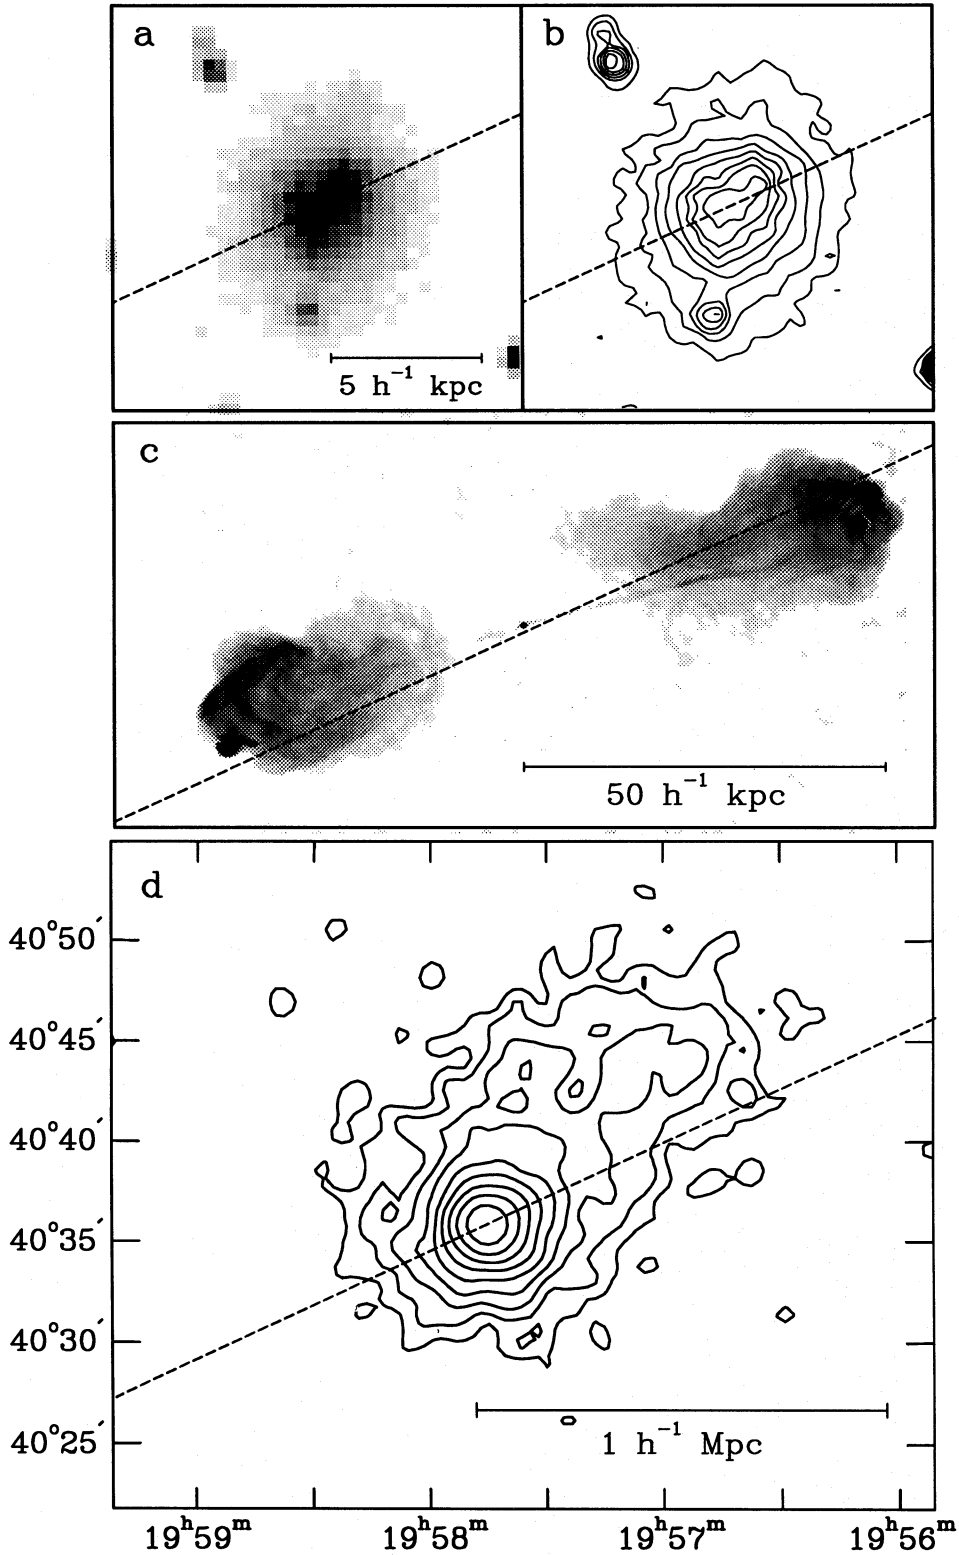 a
b
5 h⁻¹ kpc
c
50 h⁻¹ kpc
d
40°50′
40°45′
40°40′
40°35′
40°30′
40°25′
1 h⁻¹ Mpc
19ʰ59ᵐ 19ʰ58ᵐ 19ʰ57ᵐ 19ʰ56ᵐ